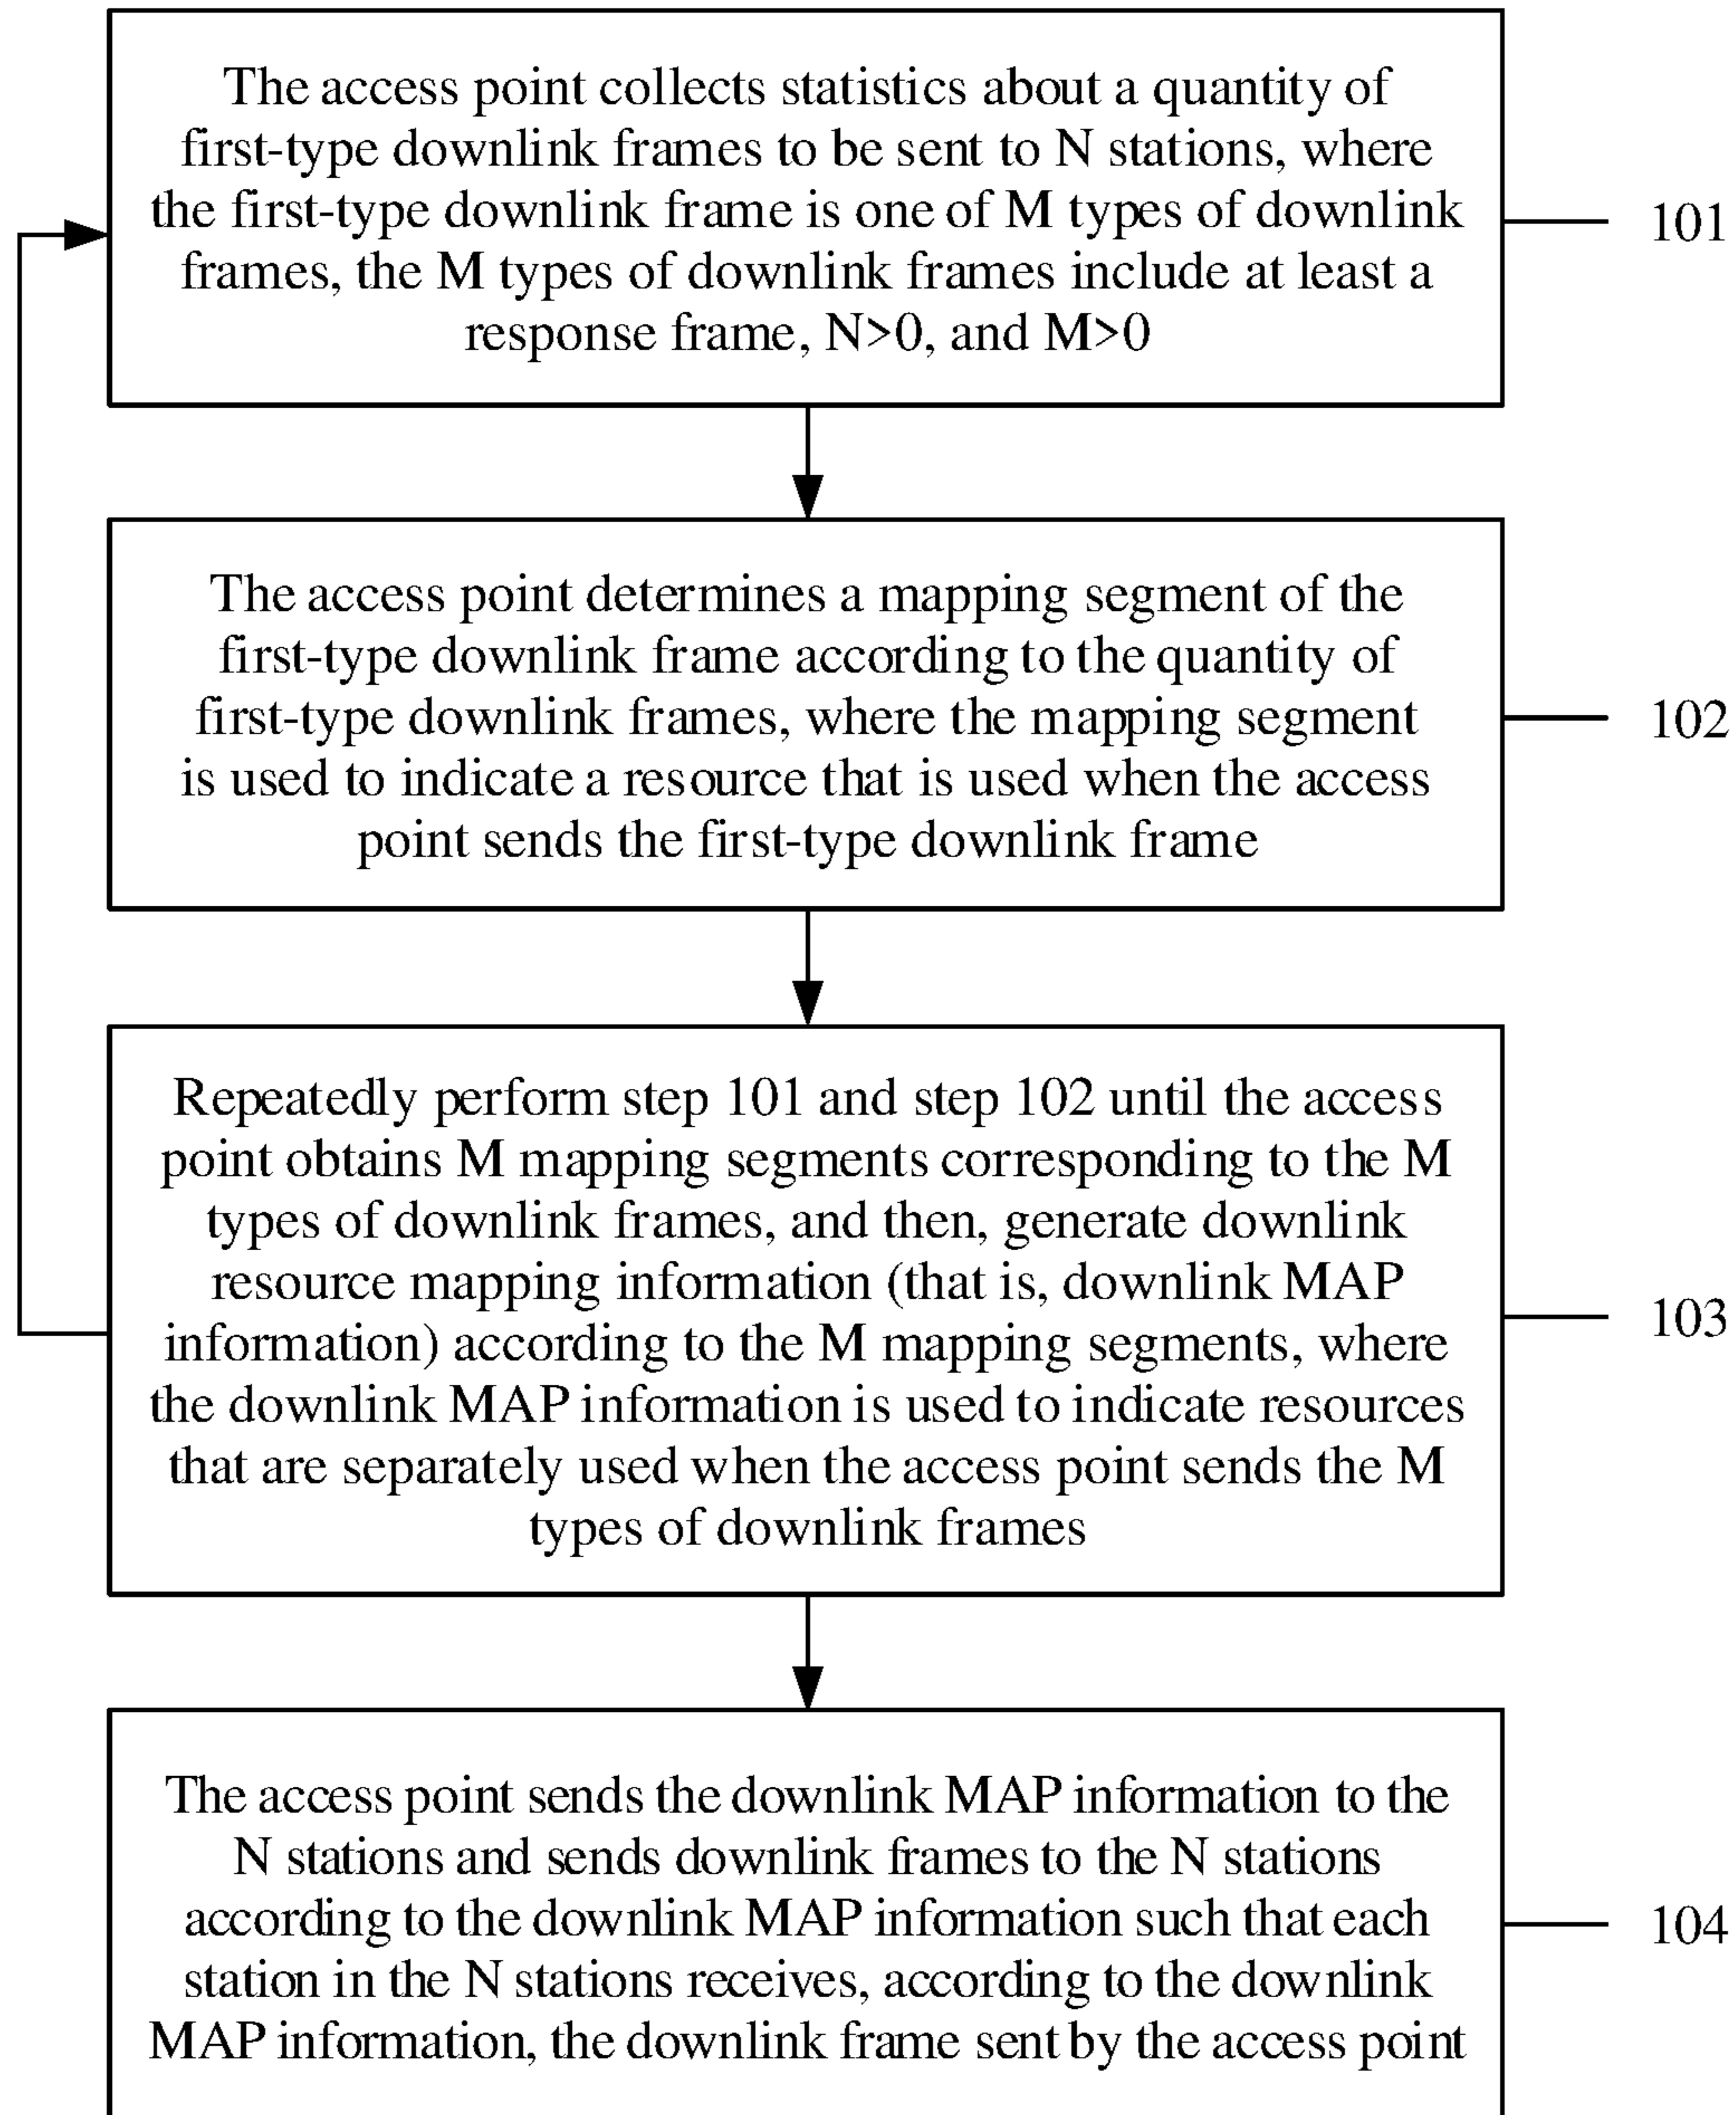 The access point collects statistics about a quantity of
first-type downlink frames to be sent to N stations, where
the first-type downlink frame is one of M types of downlink
frames, the M types of downlink frames include at least a
response frame, N>0, and M>0
101
The access point determines a mapping segment of the
first-type downlink frame according to the quantity of
first-type downlink frames, where the mapping segment
is used to indicate a resource that is used when the access
point sends the first-type downlink frame
102
Repeatedly perform step 101 and step 102 until the access
point obtains M mapping segments corresponding to the M
types of downlink frames, and then, generate downlink
resource mapping information (that is, downlink MAP
information) according to the M mapping segments, where
the downlink MAP information is used to indicate resources
that are separately used when the access point sends the M
types of downlink frames
103
The access point sends the downlink MAP information to the
N stations and sends downlink frames to the N stations
according to the downlink MAP information such that each
station in the N stations receives, according to the downlink
MAP information, the downlink frame sent by the access point
104